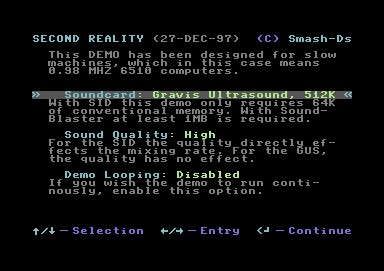 SECOND REALITY (27-DEC-97) (C) Smash-Ds
This DEMO has been designed for slow
machines, which in this case means
0.98 MHZ 6510 computers.
» Soundcard: Gravis Ultrasound, 512K «
With SID this demo only requires 64K
of conventional memory. With Sound-
Blaster at least 1MB is required.
Sound Quality: High
For the SID the quality directly ef-
fects the mixing rate. For the GUS,
the quality has no effect.
Demo Looping: Disabled
If you wish the demo to run conti-
nously, enable this option.
↑/↓ — Selection ←/→ — Entry ↵ — Continue